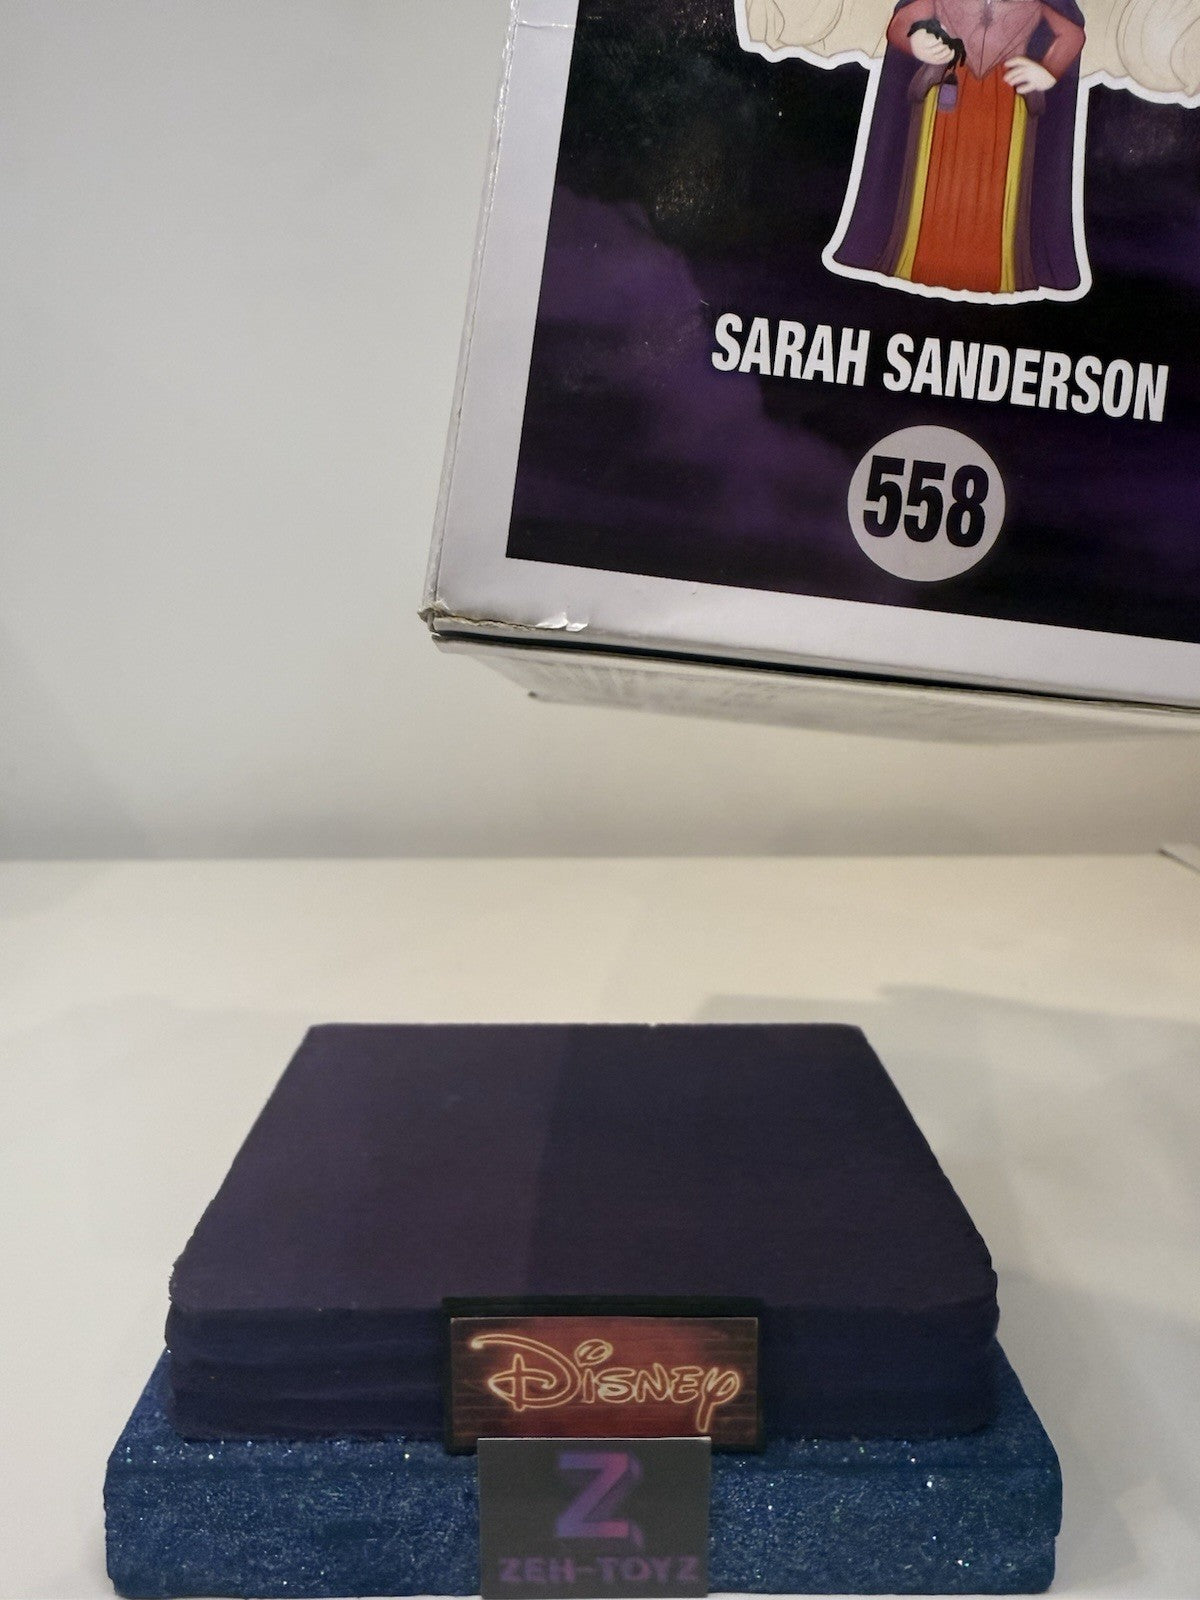 SARAH SANDERSON
558
Disney
Z
ZEH-TOYZ